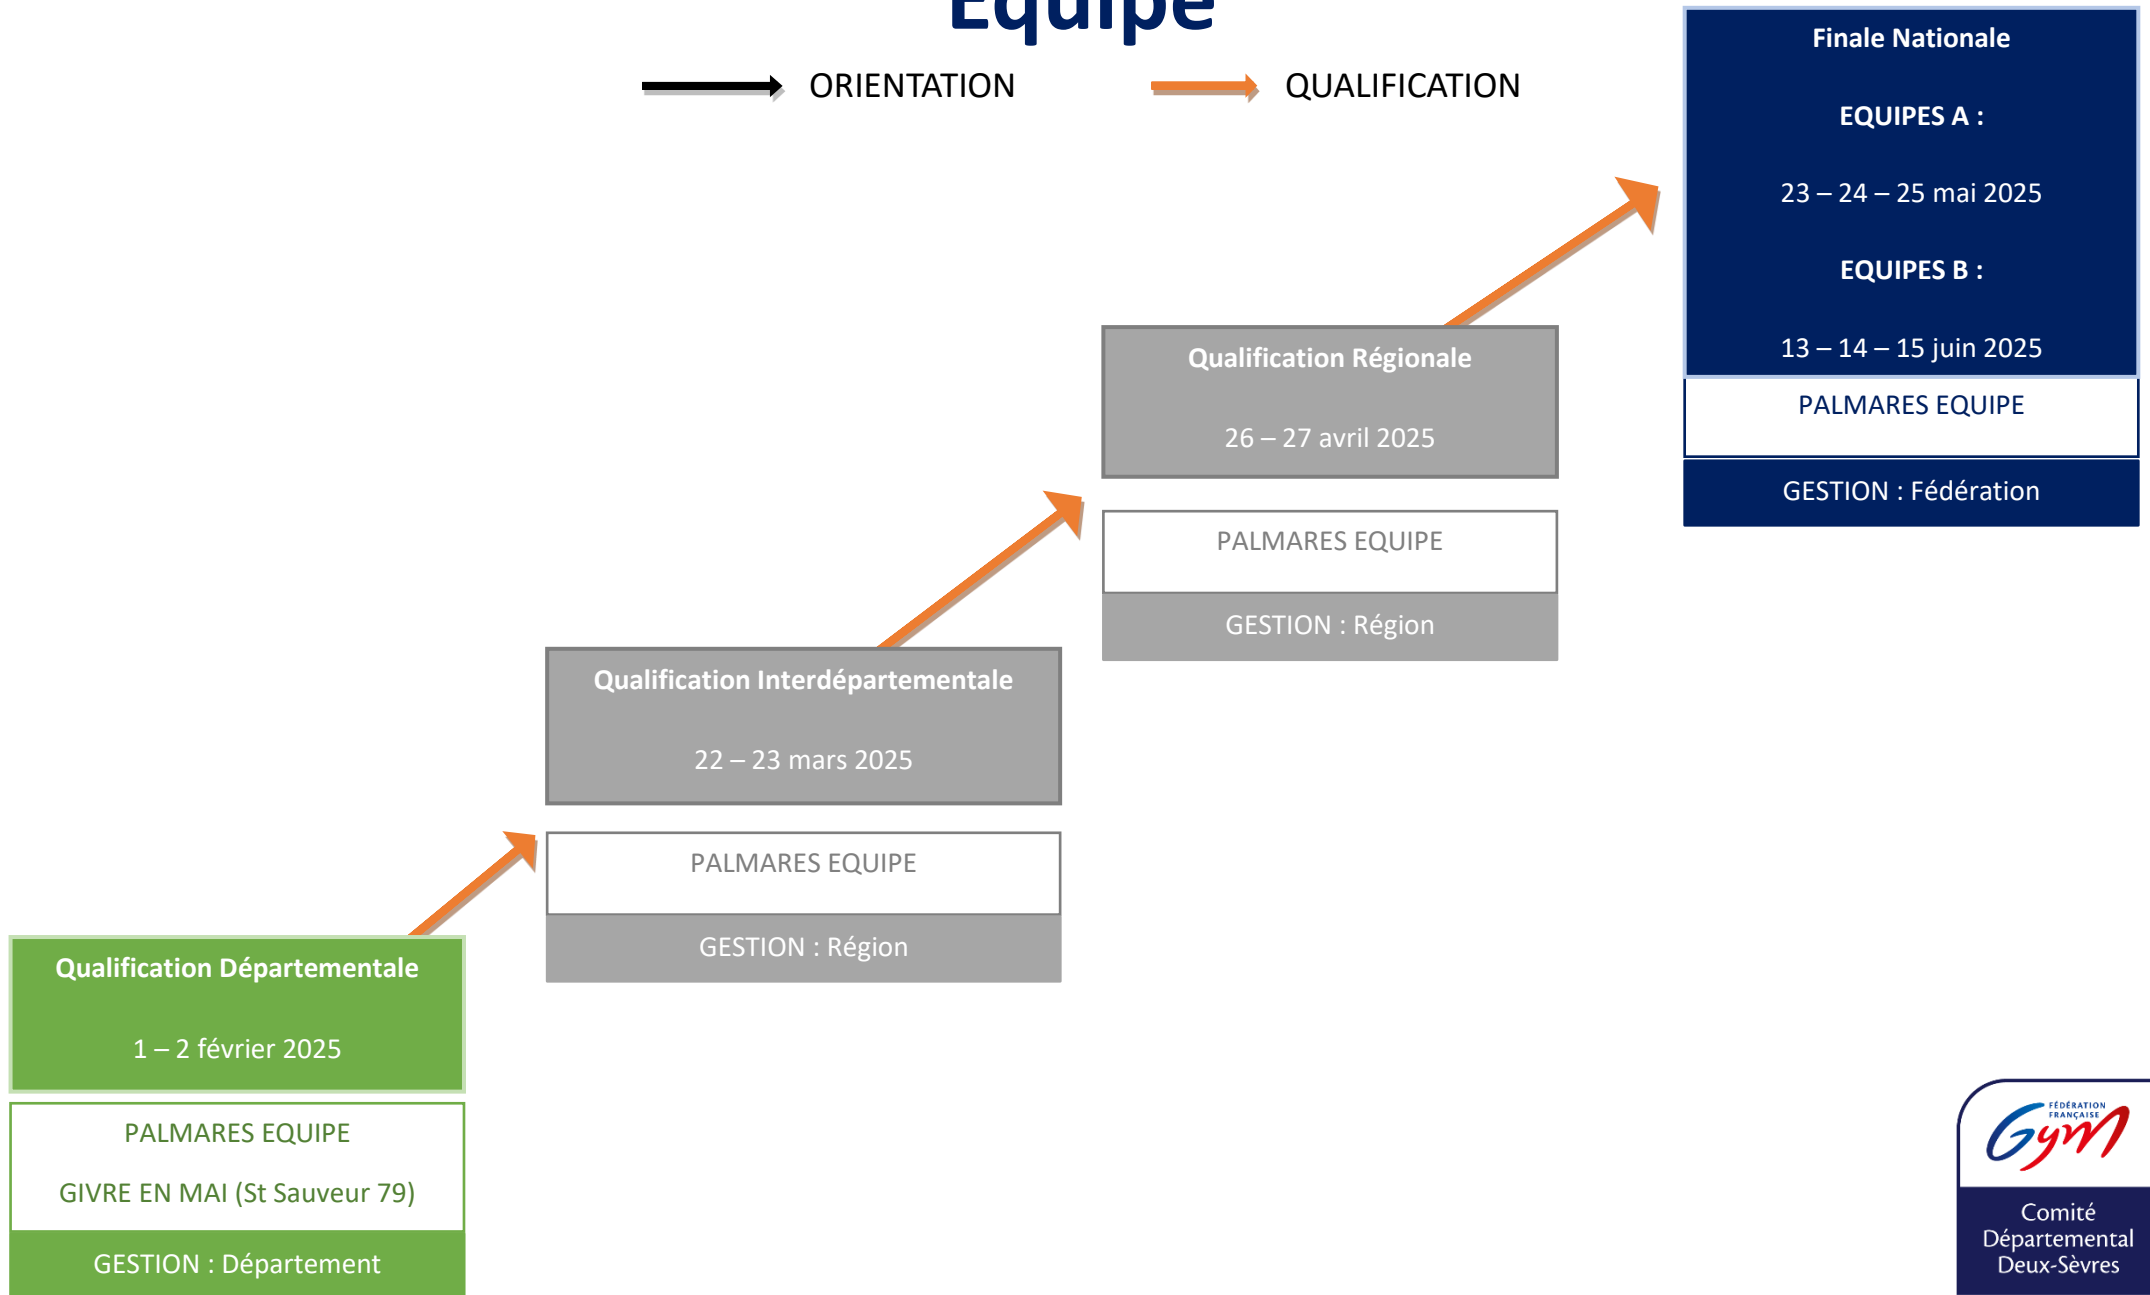 Equipe
ORIENTATION
QUALIFICATION
Finale Nationale
EQUIPES A :
23 – 24 – 25 mai 2025
EQUIPES B :
13 – 14 – 15 juin 2025
PALMARES EQUIPE
GESTION : Fédération
Qualification Régionale
26 – 27 avril 2025
PALMARES EQUIPE
GESTION : Région
Qualification Interdépartementale
22 – 23 mars 2025
PALMARES EQUIPE
GESTION : Région
Qualification Départementale
1 – 2 février 2025
PALMARES EQUIPE
GIVRE EN MAI (St Sauveur 79)
GESTION : Département
FÉDÉRATION
FRANÇAISE
Gym
Comité
Départemental
Deux-Sèvres